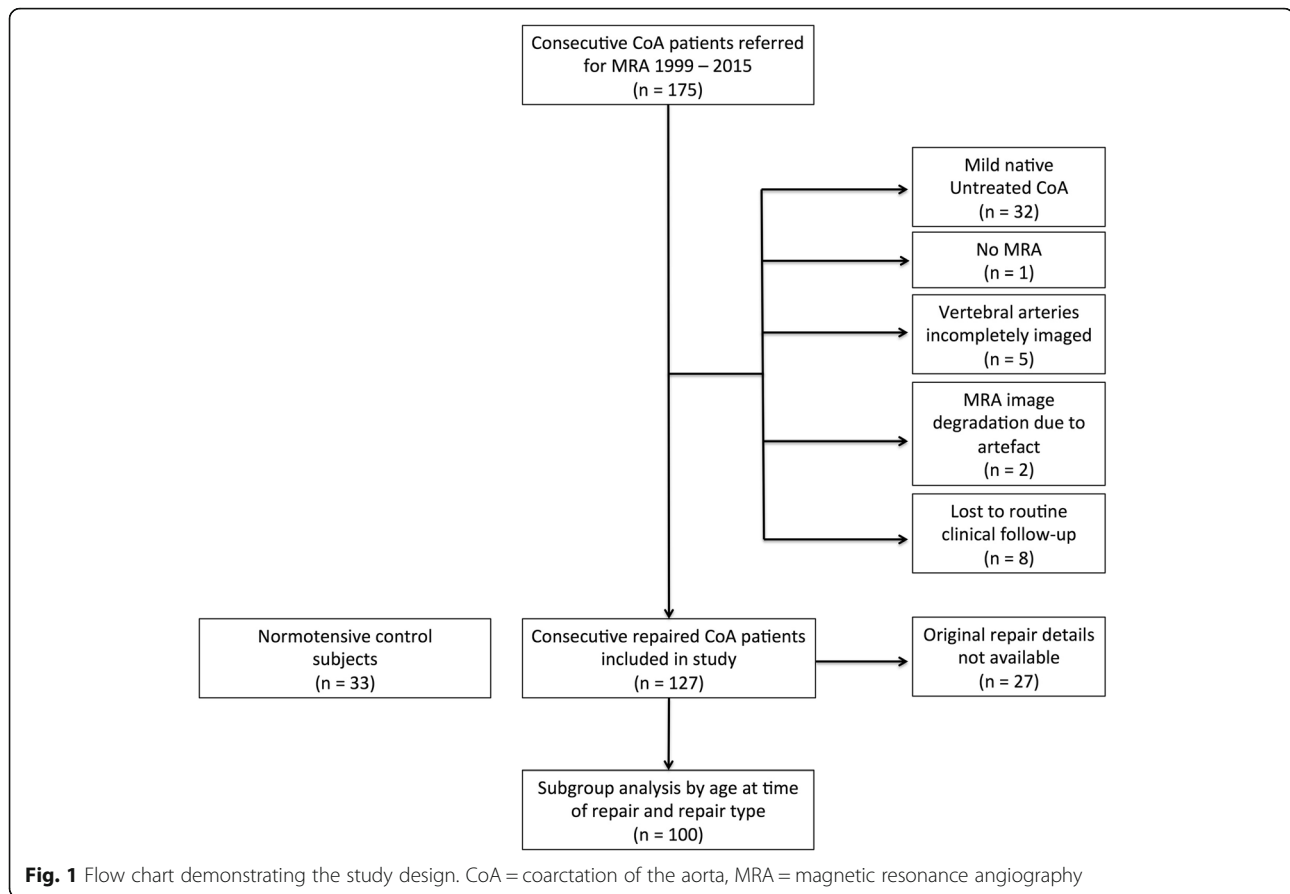 Consecutive CoA patients referred
for MRA 1999 – 2015
(n = 175)
Mild native
Untreated CoA
(n = 32)
No MRA
(n = 1)
Vertebral arteries
incompletely imaged
(n = 5)
MRA image
degradation due to
artefact
(n = 2)
Lost to routine
clinical follow-up
(n = 8)
Normotensive control
subjects
(n = 33)
Consecutive repaired CoA patients
included in study
(n = 127)
Original repair details
not available
(n = 27)
Subgroup analysis by age at time
of repair and repair type
(n = 100)
Fig. 1 Flow chart demonstrating the study design. CoA = coarctation of the aorta, MRA = magnetic resonance angiography